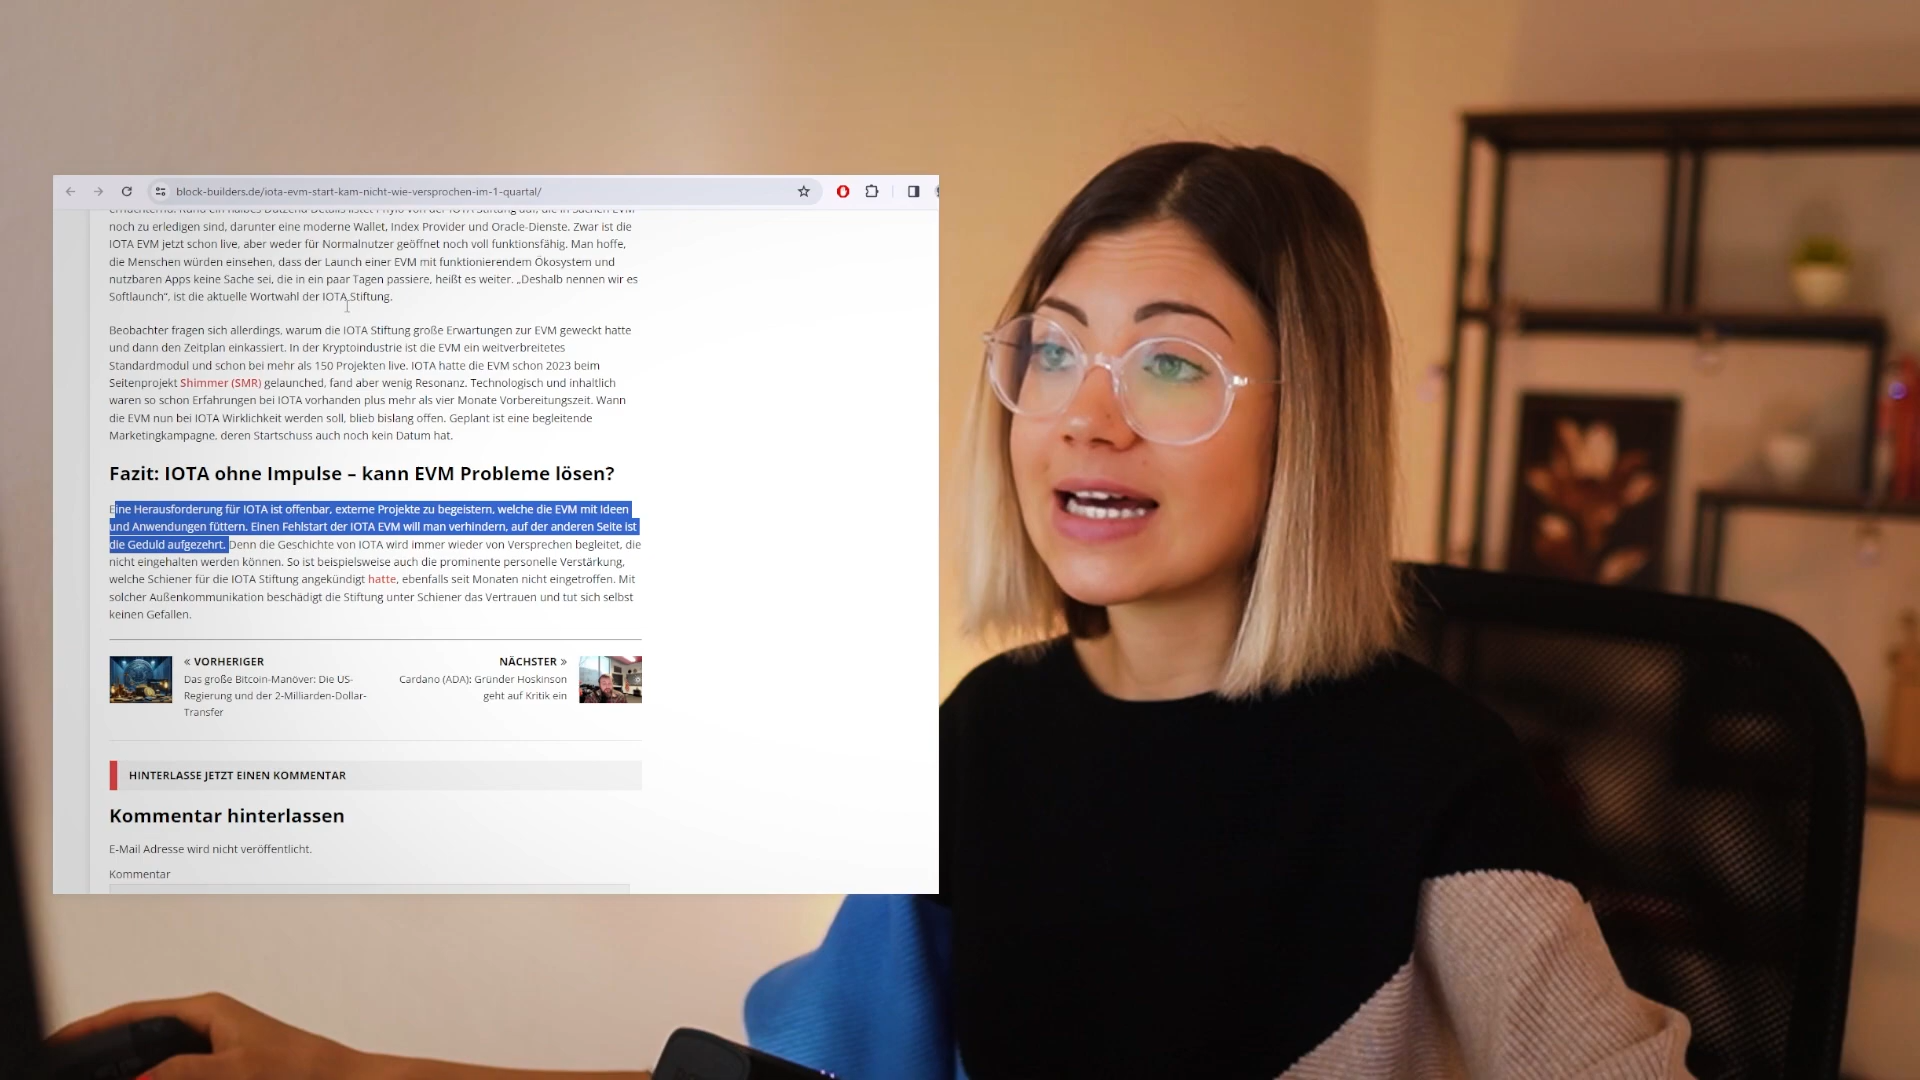 block-builders.de/iota-evm-start-kam-nicht-wie-versprochen-im-1-quartal/
noch zu erledigen sind, darunter eine moderne Wallet, Index Provider und Oracle-Dienste. Zwar ist die
IOTA EVM jetzt schon live, aber weder für Normalnutzer geöffnet noch voll funktionsfähig. Man hoffe,
die Menschen würden einsehen, dass der Launch einer EVM mit funktionierendem Ökosystem und
nutzbaren Apps keine Sache sei, die in ein paar Tagen passiere, heißt es weiter. „Deshalb nennen wir es
Softlaunch“, ist die aktuelle Wortwahl der IOTA Stiftung.
Beobachter fragen sich allerdings, warum die IOTA Stiftung große Erwartungen zur EVM geweckt hatte
und dann den Zeitplan einkassiert. In der Kryptoindustrie ist die EVM ein weitverbreitetes
Standardmodul und schon bei mehr als 150 Projekten live. IOTA hatte die EVM schon 2023 beim
Seitenprojekt Shimmer (SMR) gelaunched, fand aber wenig Resonanz. Technologisch und inhaltlich
waren so schon Erfahrungen bei IOTA vorhanden plus mehr als vier Monate Vorbereitungszeit. Wann
die EVM nun bei IOTA Wirklichkeit werden soll, blieb bislang offen. Geplant ist eine begleitende
Marketingkampagne, deren Startschuss auch noch kein Datum hat.
Fazit: IOTA ohne Impulse – kann EVM Probleme lösen?
Eine Herausforderung für IOTA ist offenbar, externe Projekte zu begeistern, welche die EVM mit Ideen
und Anwendungen füttern. Einen Fehlstart der IOTA EVM will man verhindern, auf der anderen Seite ist
die Geduld aufgezehrt. Denn die Geschichte von IOTA wird immer wieder von Versprechen begleitet, die
nicht eingehalten werden können. So ist beispielsweise auch die prominente personelle Verstärkung,
welche Schiener für die IOTA Stiftung angekündigt hatte, ebenfalls seit Monaten nicht eingetroffen. Mit
solcher Außenkommunikation beschädigt die Stiftung unter Schiener das Vertrauen und tut sich selbst
keinen Gefallen.
« VORHERIGER
Das große Bitcoin-Manöver: Die US-
Regierung und der 2-Milliarden-Dollar-
Transfer
NÄCHSTER »
Cardano (ADA): Gründer Hoskinson
geht auf Kritik ein
HINTERLASSE JETZT EINEN KOMMENTAR
Kommentar hinterlassen
E-Mail Adresse wird nicht veröffentlicht.
Kommentar